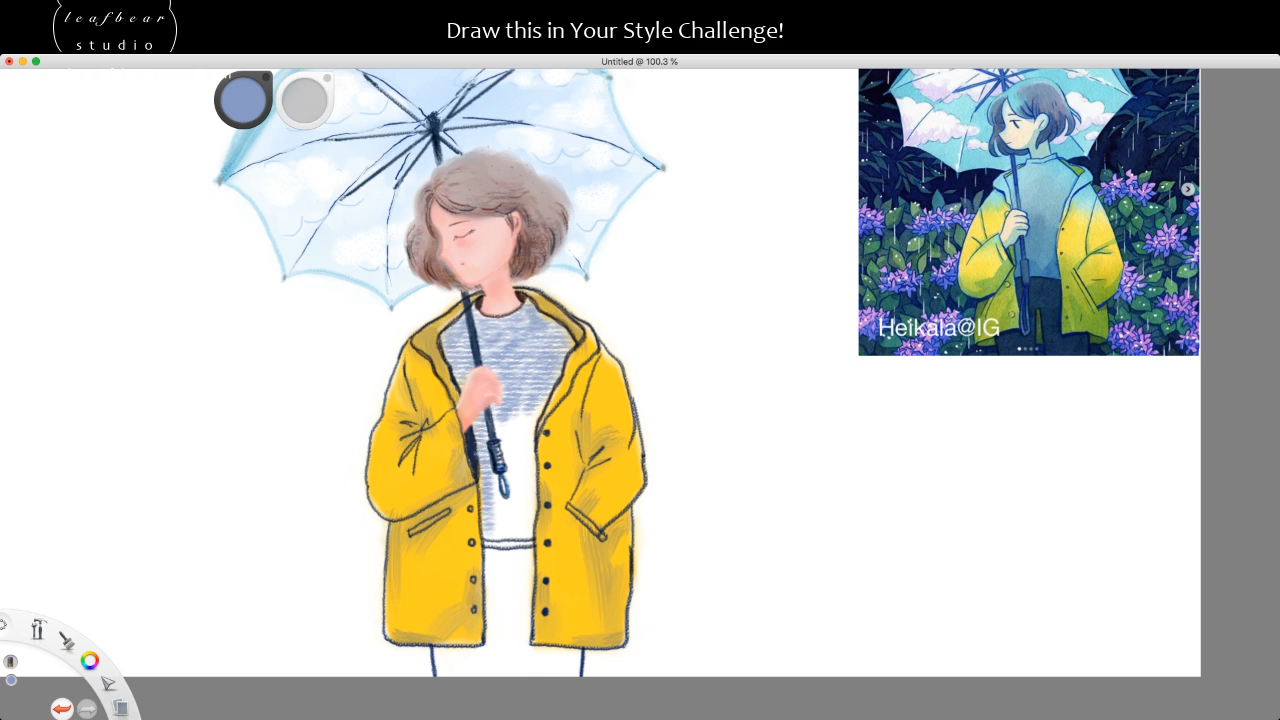 leafbear
studio
Draw this in Your Style Challenge!
Untitled @ 100.3 %
Heikala@IG